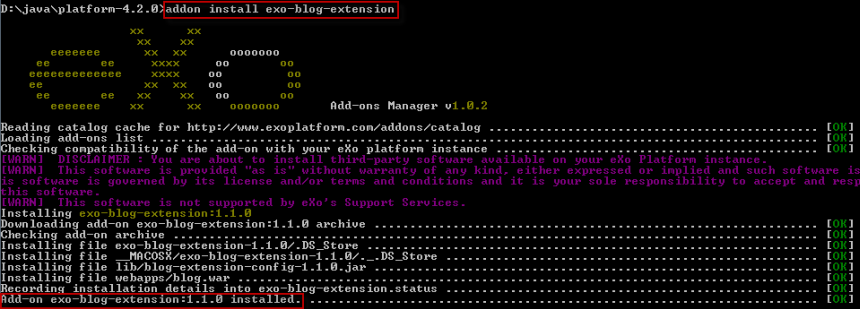 D:\java\platform-4.2.0>addon install exo-blog-extension
xx xx
xx xx
eeeeeee xx xx ooooooo
ee ee xxxx oo oo
eeeeeeeeeeeee xxxx oo oo
ee xx xx oo oo
ee ee xx xx oo oo
eeeeeee xx xx ooooooo Add-ons Manager v1.0.2
Reading catalog cache for http://www.exoplatform.com/addons/catalog ................................................ [OK]
Loading add-ons list ................................................................................................ [OK]
Checking compatibility of the add-on with your eXo platform instance ............................................... [OK]
[WARN] DISCLAIMER : You are about to install third-party software available on your eXo Platform instance.
[WARN] This software is provided "as is" without warranty of any kind, either expressed or implied and such software is
is software is governed by its license and/or terms and conditions and it is your sole responsibility to accept and resp
this software.
[WARN] This software is not supported by eXo's Support Services.
Installing exo-blog-extension:1.1.0
Downloading add-on exo-blog-extension:1.1.0 archive ................................................................ [OK]
Checking add-on archive ............................................................................................. [OK]
Installing file exo-blog-extension-1.1.0/.DS_Store ................................................................. [OK]
Installing file __MACOSX/exo-blog-extension-1.1.0/._.DS_Store ...................................................... [OK]
Installing file lib/blog-extension-config-1.1.0.jar ................................................................ [OK]
Installing file webapps/blog.war .................................................................................... [OK]
Recording installation details into exo-blog-extension.status ...................................................... [OK]
Add-on exo-blog-extension:1.1.0 installed. .......................................................................... [OK]